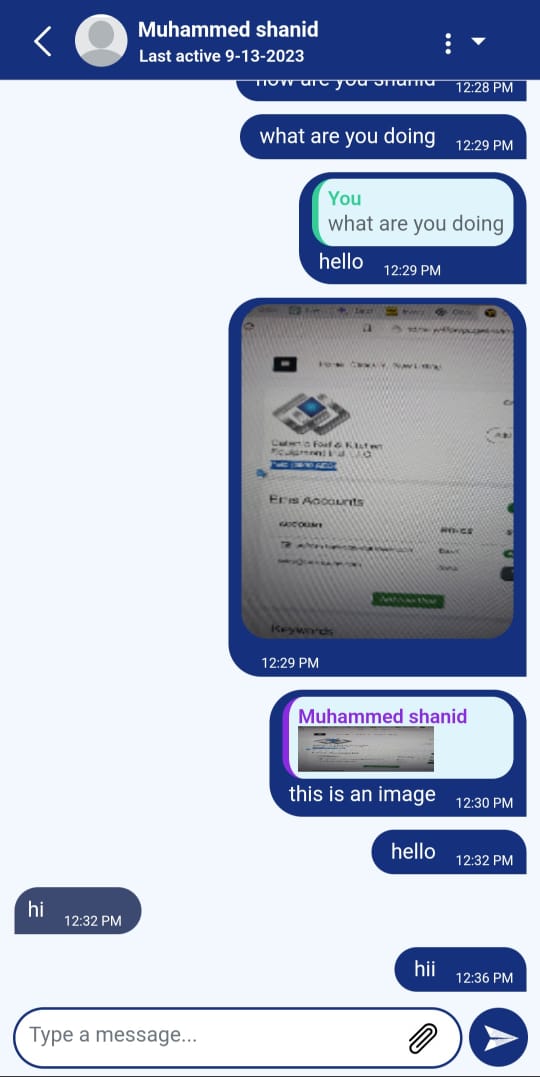 Muhammed shanid
Last active 9-13-2023
how are you shanid
12:28 PM
what are you doing
12:29 PM
You
what are you doing
hello
12:29 PM
Accounts
ACCOUNT
Keywords
12:29 PM
Muhammed shanid
this is an image
12:30 PM
hello
12:32 PM
hi
12:32 PM
hii
12:36 PM
Type a message...